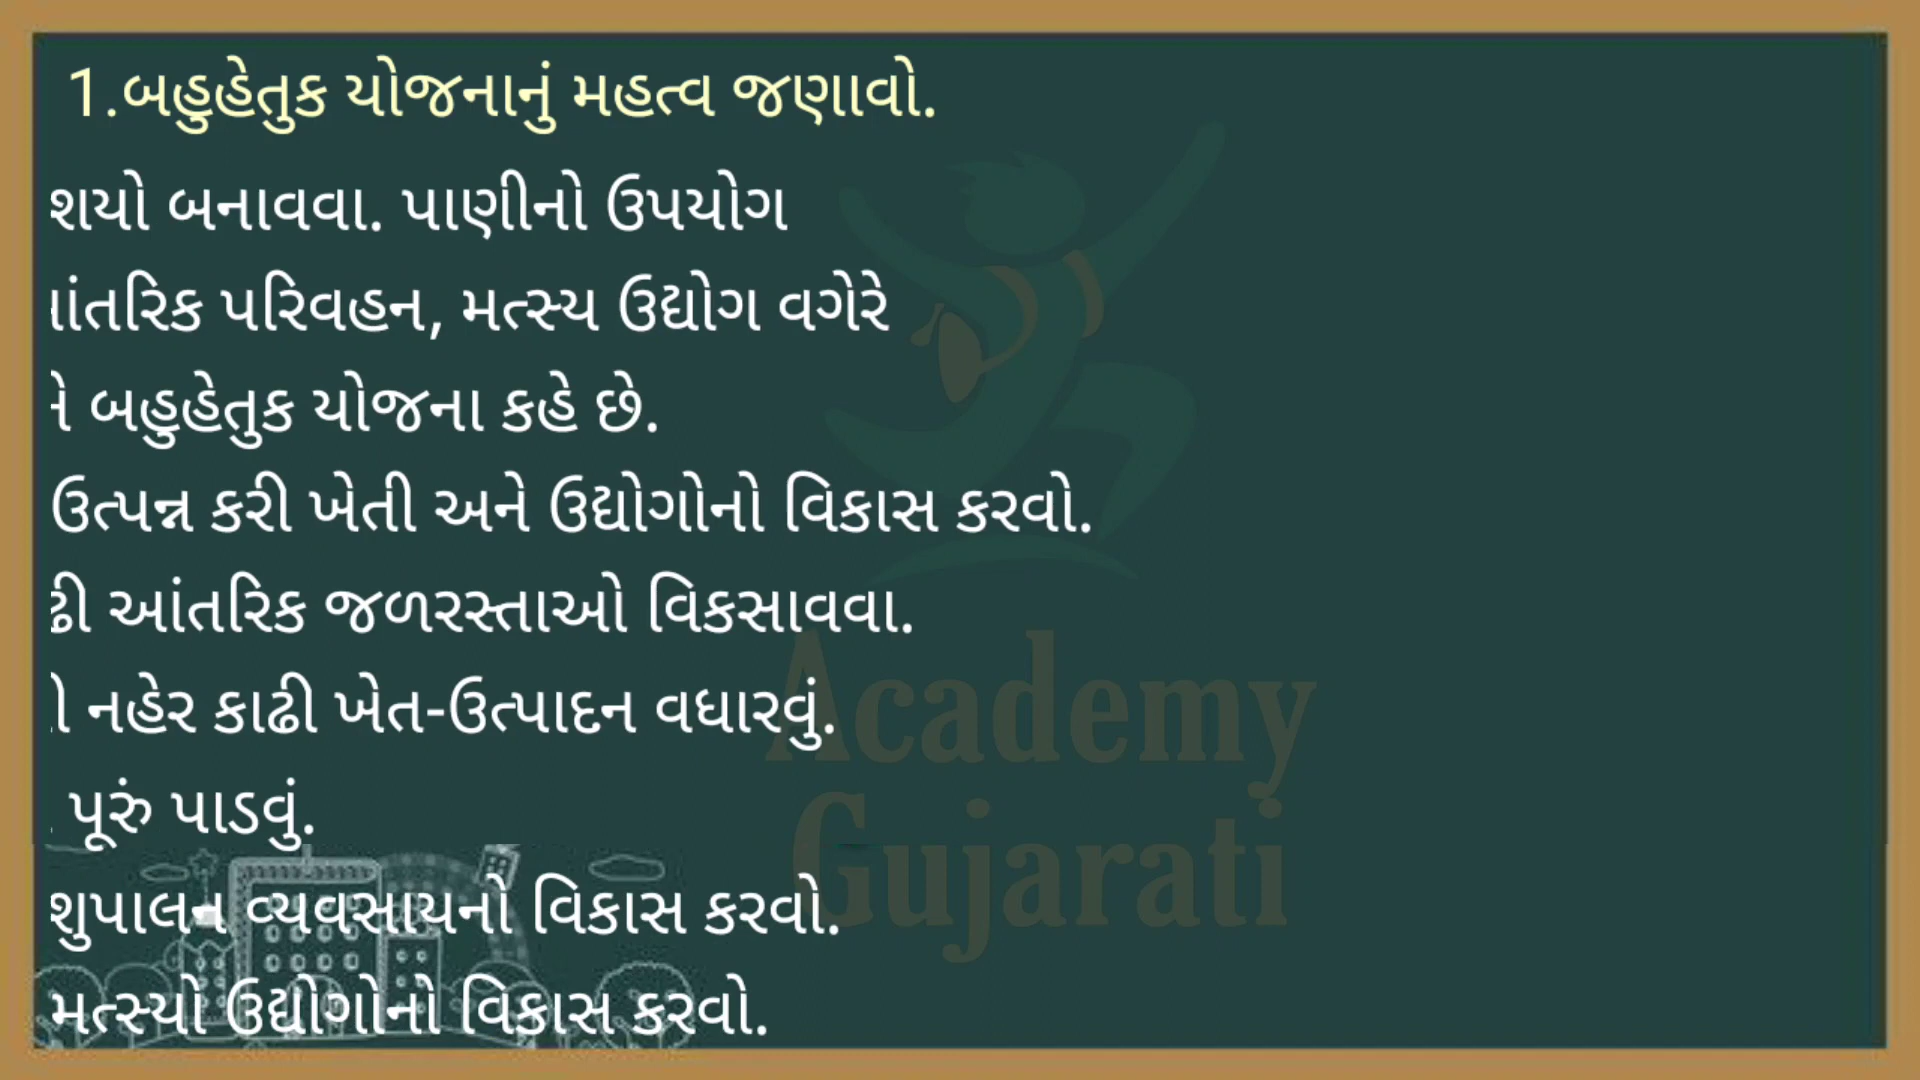 1.બહુહેતુક યોજનાનું મહત્વ જણાવો.
શયો બનાવવા. પાણીનો ઉપયોગ
ાંતરિક પરિવહન, મત્સ્ય ઉદ્યોગ વગેરે
ને બહુહેતુક યોજના કહે છે.
ઉત્પન્ન કરી ખેતી અને ઉદ્યોગોનો વિકાસ કરવો.
ઢી આંતરિક જળરસ્તાઓ વિકસાવવા.
નહેર કાઢી ખેત-ઉત્પાદન વધારવું.
પૂરું પાડવું.
શુપાલન વ્યવસાયનો વિકાસ કરવો.
મત્સ્યો ઉદ્યોગોનો વિકાસ કરવો.
Academy
Gujarati